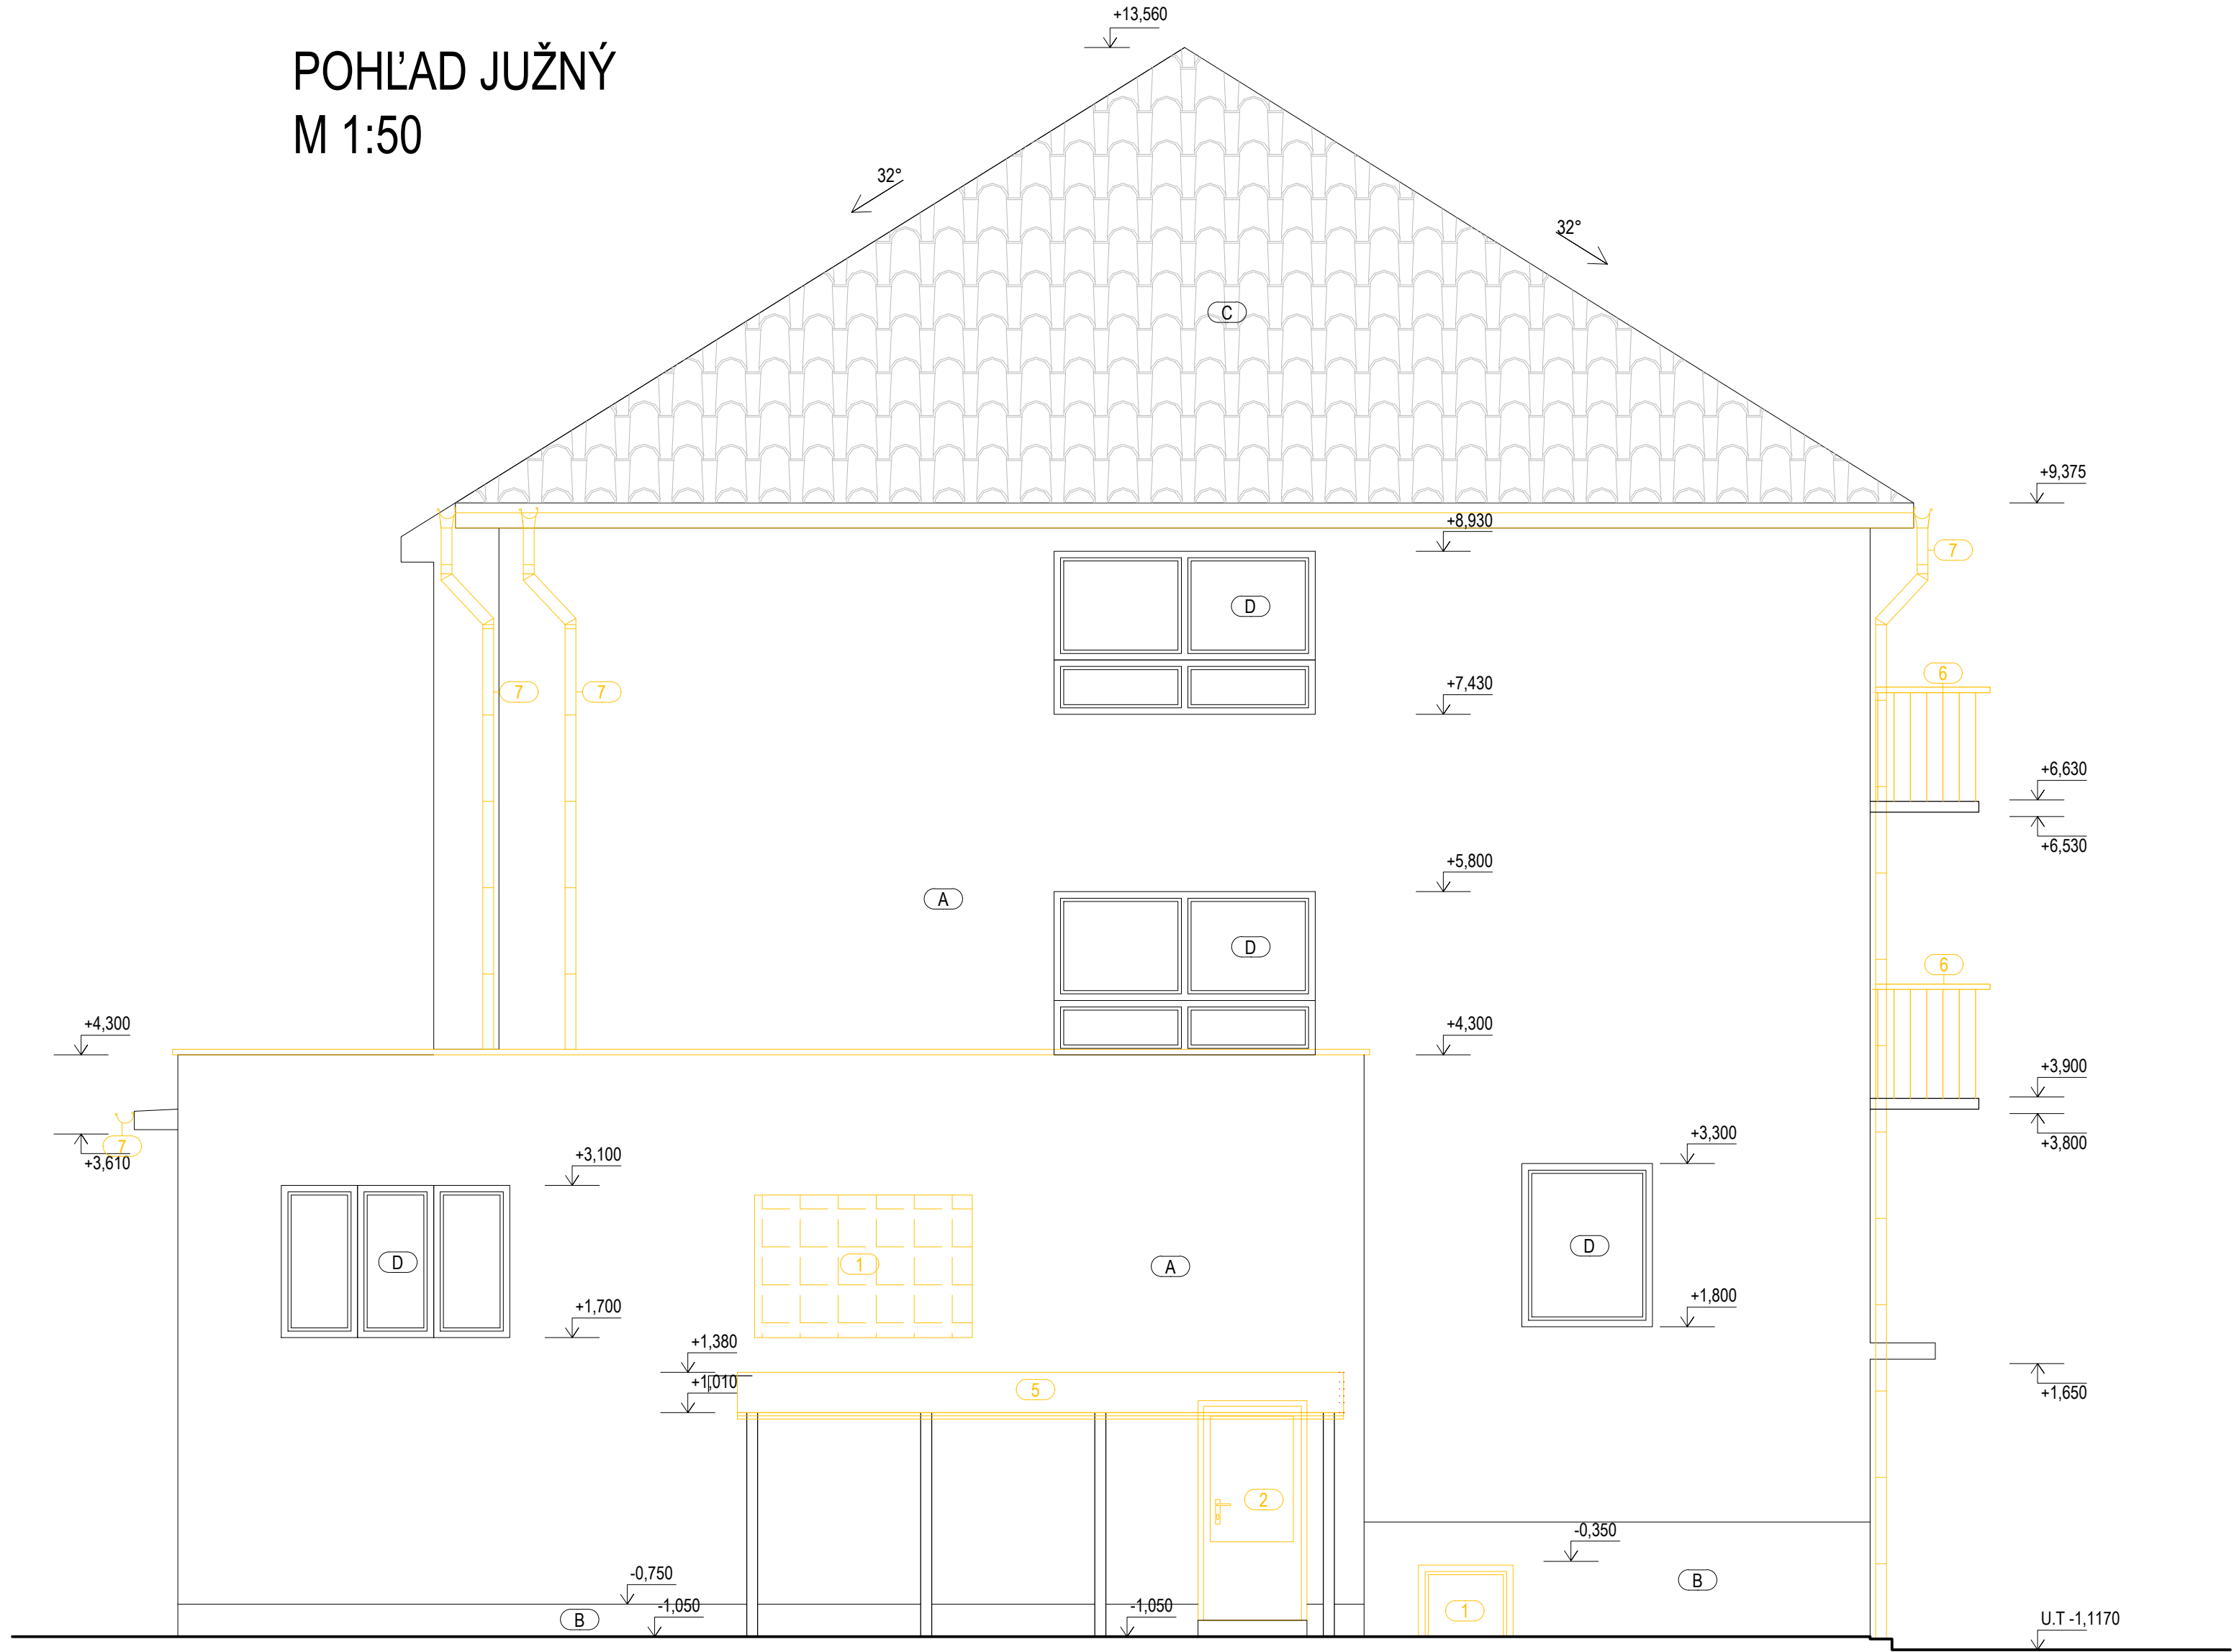 +13,560
POHĽAD JUŽNÝ
M 1:50
32°
32°
C
+9,375
+8,930
7
D
+7,430
7
7
6
+6,630
+6,530
+5,800
A
D
6
+4,300
+4,300
+3,900
+3,800
+3,300
7
+3,610
+3,100
D
D
1
A
+1,700
+1,800
+1,380
+1,010
5
+1,650
2
-0,350
-0,750
B
-1,050
-1,050
1
B
U.T -1,1170